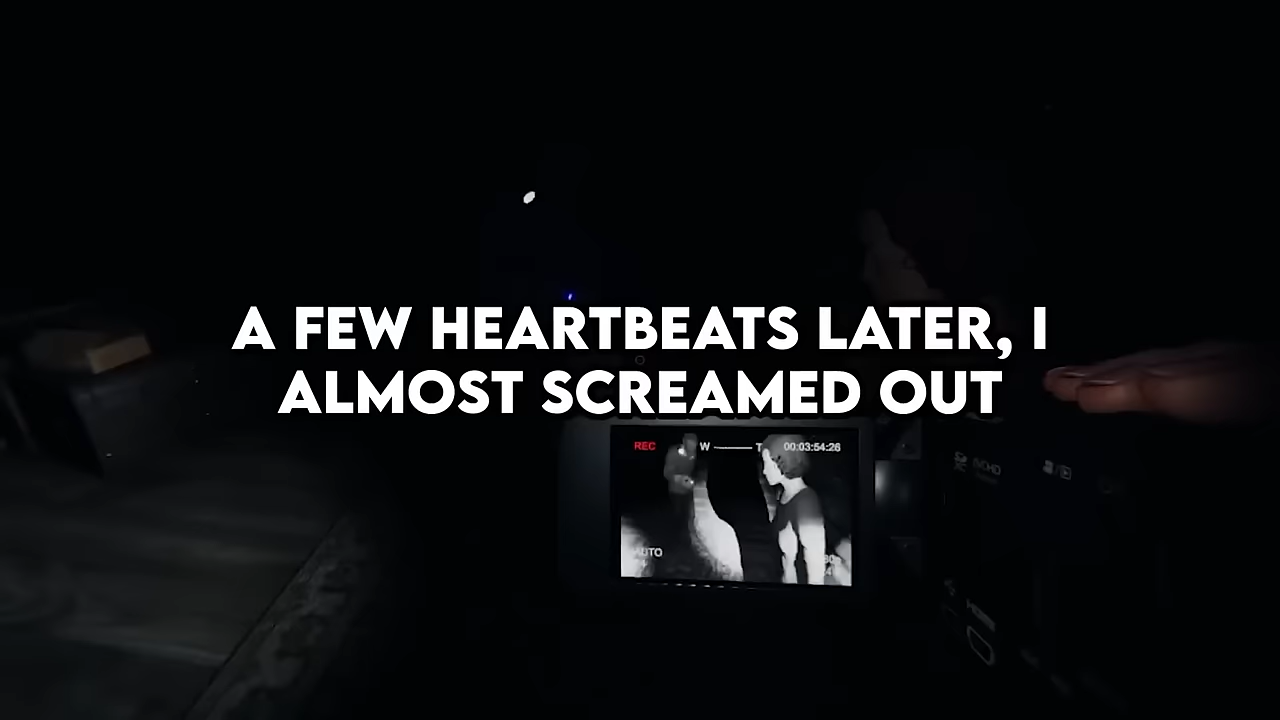 A FEW HEARTBEATS LATER, I
ALMOST SCREAMED OUT
REC W T 00:03:54:26
AUTO